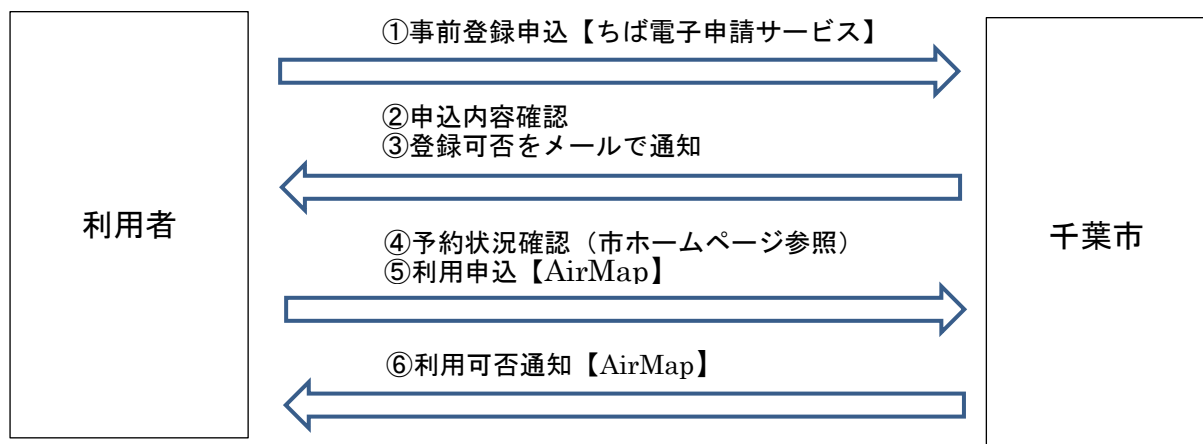 ①事前登録申込【ちば電子申請サービス】
②申込内容確認
③登録可否をメールで通知
利用者
千葉市
④予約状況確認（市ホームページ参照）
⑤利用申込【AirMap】
⑥利用可否通知【AirMap】